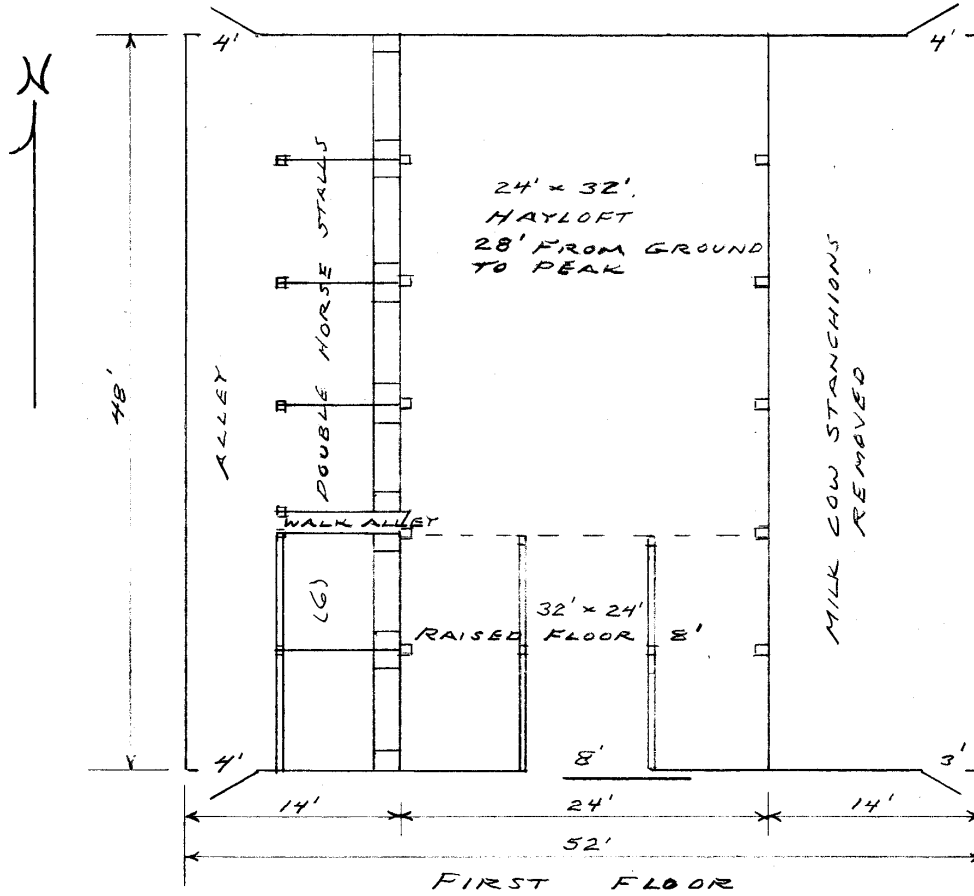 4'
4'
N
24' x 32'
HAYLOFT
28' FROM GROUND
TO PEAK
DOUBLE HORSE STALLS
48'
ALLEY
MILK COW STANCHIONS
REMOVED
WALK ALLEY
(6)
32' x 24'
RAISED FLOOR 8'
4'
8'
3'
14'
24'
14'
52'
FIRST FLOOR